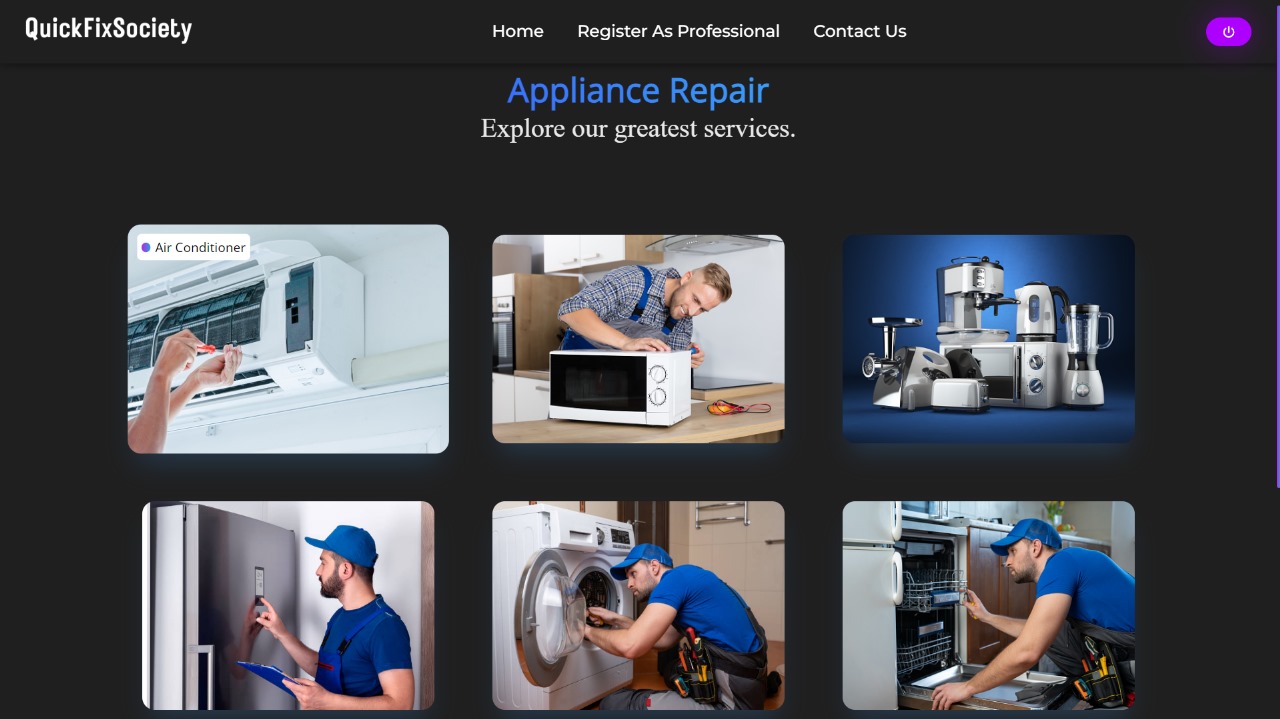 QuickFixSociety
Home
Register As Professional
Contact Us
Appliance Repair
Explore our greatest services.
Air Conditioner